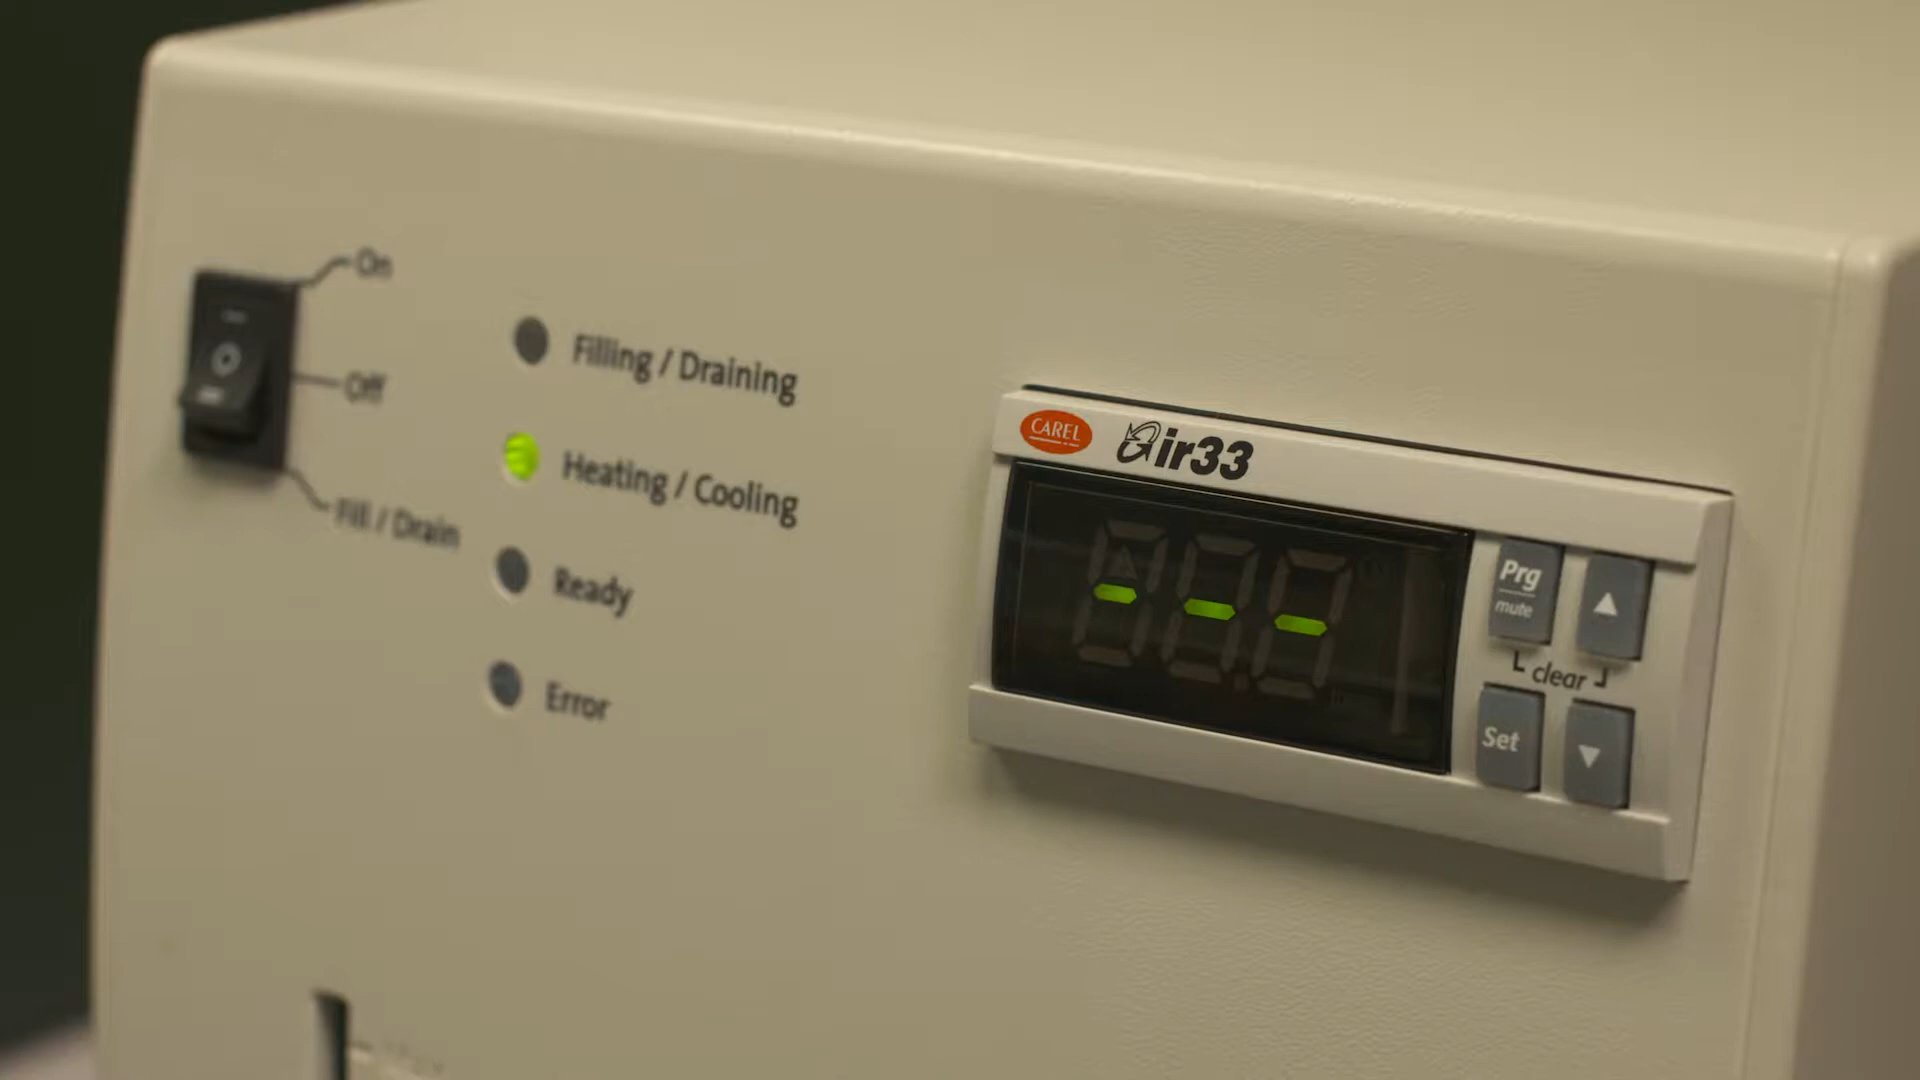 On
Off
Fill / Drain
Filling / Draining
Heating / Cooling
Ready
Error
CAREL
ir33
---
Prg
mute
clear
Set